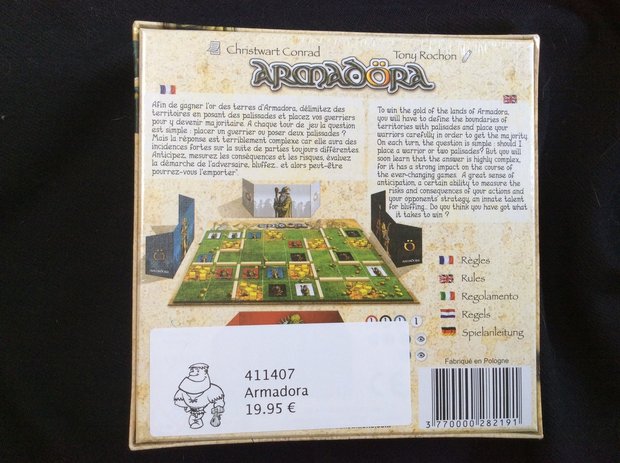 Christwart Conrad
Tony Rochon
ARMADÖRA
Afin de gagner l'or des terres d'Armadora, délimitez des
territoires en posant des palissades et placez vos guerriers
pour y devenir majoritaire. A chaque tour de jeu la question
est simple : placer un guerrier ou poser deux palissades ?
Mais la réponse est terriblement complexe car elle aura des
incidences fortes sur la suite de parties toujours différentes.
Anticipez, mesurez les conséquences et les risques, évaluez
la démarche de l'adversaire, bluffez... et alors peut-être
pourrez-vous l'emporter"
To win the gold of the lands of Armadora,
you will have to define the boundaries of
territories with palissades and place your
warriors carefully in order to get the majority.
On each turn, the question is simple : should I
place a warrior or two palissades? But you will
soon learn that the answer is highly complex,
for it has a strong impact on the course of
the ever-changing games. A great sense of
anticipation, a certain ability to measure the
risks and consequences of your actions and
your opponents' strategy, an innate talent
for bluffing... Do you think you have got what
it takes to win ?
ARMADÖRA
Ö
ARMADÖRA
Ö
ARMADÖRA
Règles
Rules
Regolamento
Regels
Spielanleitung
Fabriqué en Pologne
411407
Armadora
19.95 €
3 770000 282191